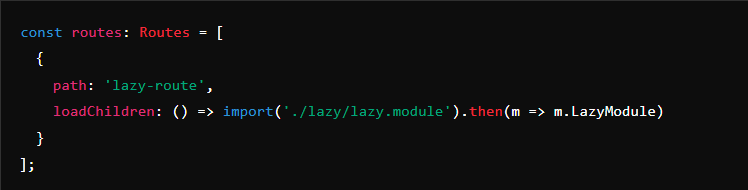 const routes: Routes = [
  {
    path: 'lazy-route',
    loadChildren: () => import('./lazy/lazy.module').then(m => m.LazyModule)
  }
];